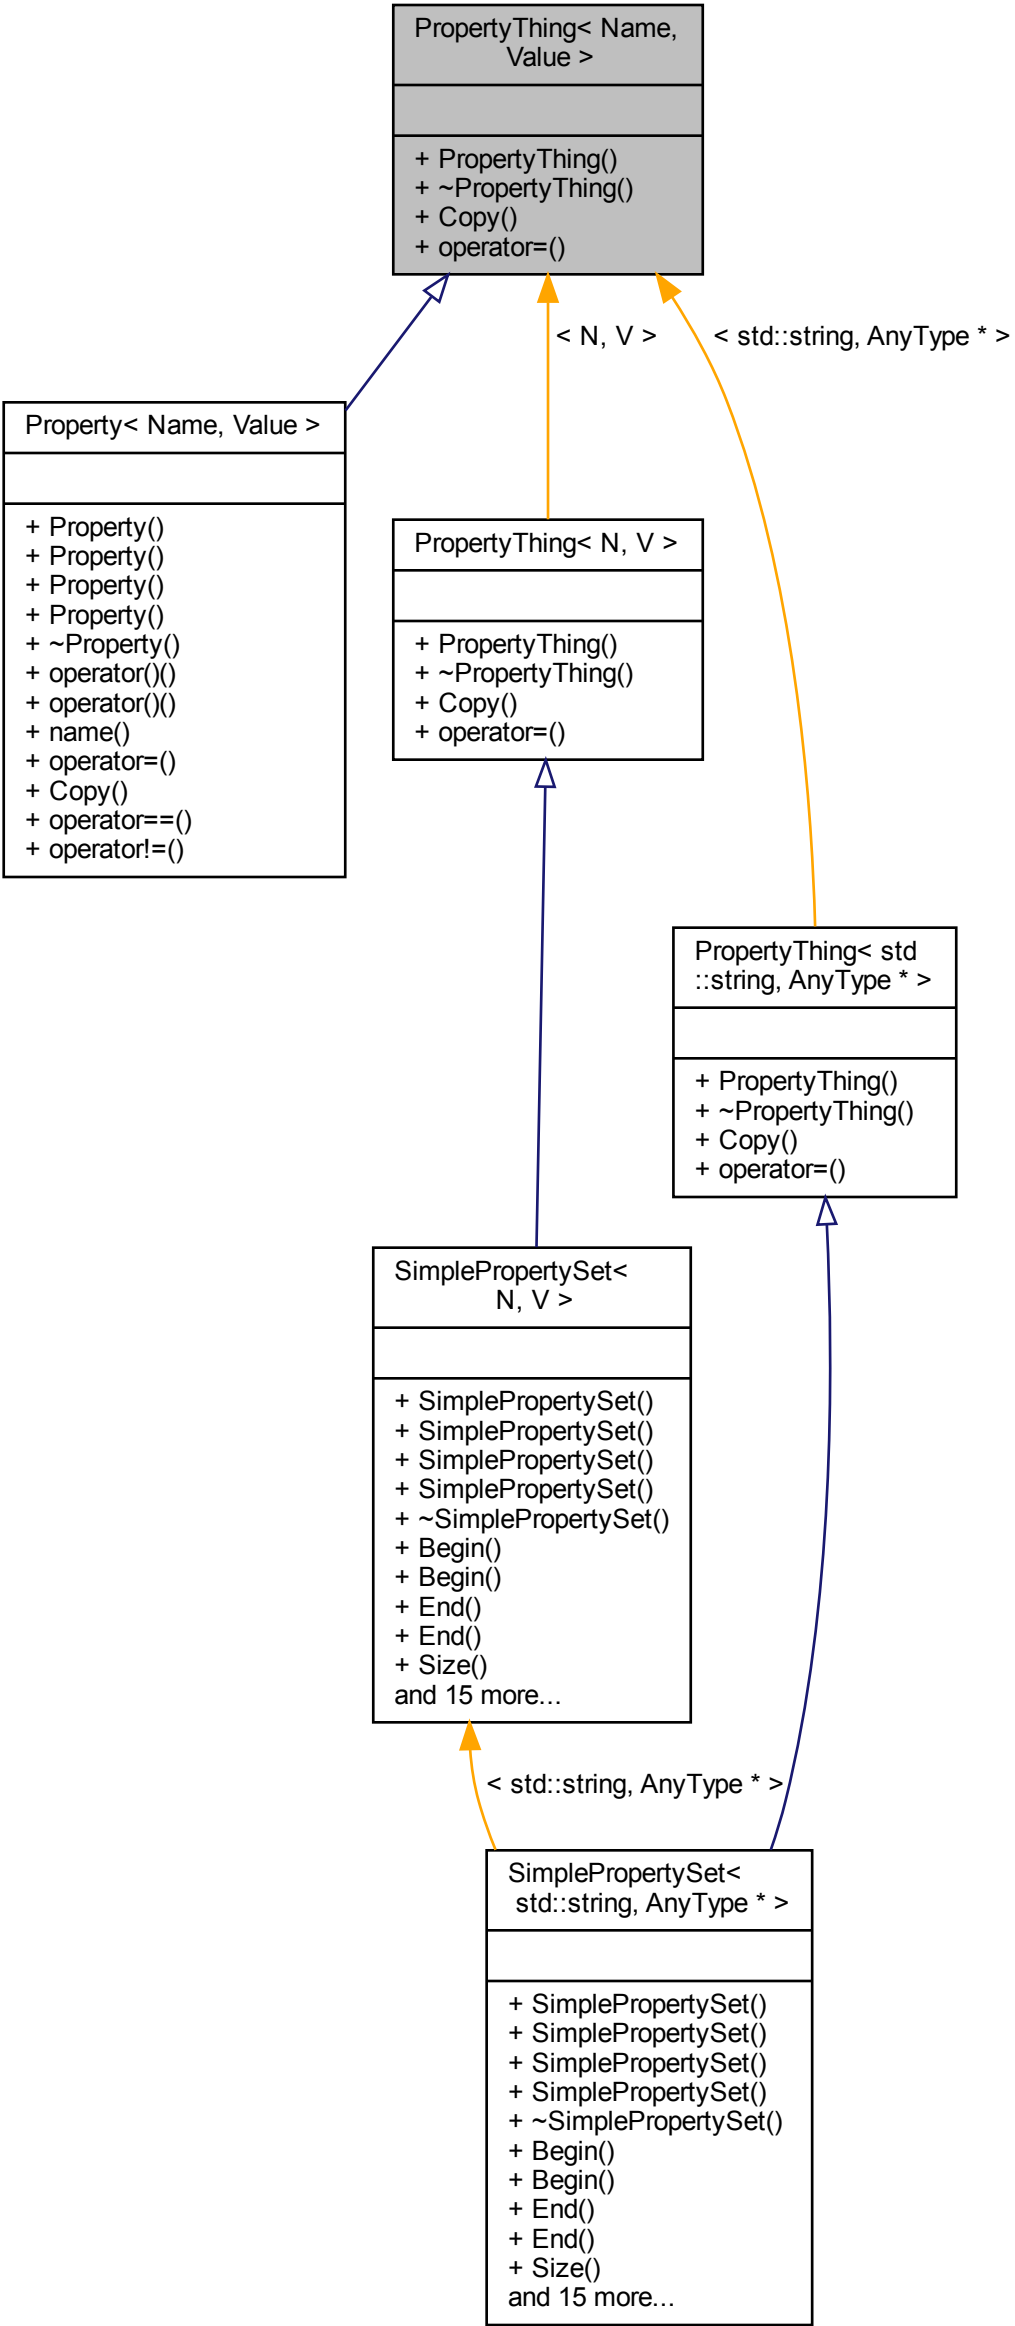 PropertyThing< Name,
Value >
+ PropertyThing()
+ ~PropertyThing()
+ Copy()
+ operator=()
< N, V >
< std::string, AnyType * >
Property< Name, Value >
+ Property()
+ Property()
+ Property()
+ Property()
+ ~Property()
+ operator()()
+ operator()()
+ name()
+ operator=()
+ Copy()
+ operator==()
+ operator!=()
PropertyThing< N, V >
+ PropertyThing()
+ ~PropertyThing()
+ Copy()
+ operator=()
PropertyThing< std
::string, AnyType * >
+ PropertyThing()
+ ~PropertyThing()
+ Copy()
+ operator=()
SimplePropertySet<
N, V >
+ SimplePropertySet()
+ SimplePropertySet()
+ SimplePropertySet()
+ SimplePropertySet()
+ ~SimplePropertySet()
+ Begin()
+ Begin()
+ End()
+ End()
+ Size()
and 15 more...
< std::string, AnyType * >
SimplePropertySet<
std::string, AnyType * >
+ SimplePropertySet()
+ SimplePropertySet()
+ SimplePropertySet()
+ SimplePropertySet()
+ ~SimplePropertySet()
+ Begin()
+ Begin()
+ End()
+ End()
+ Size()
and 15 more...